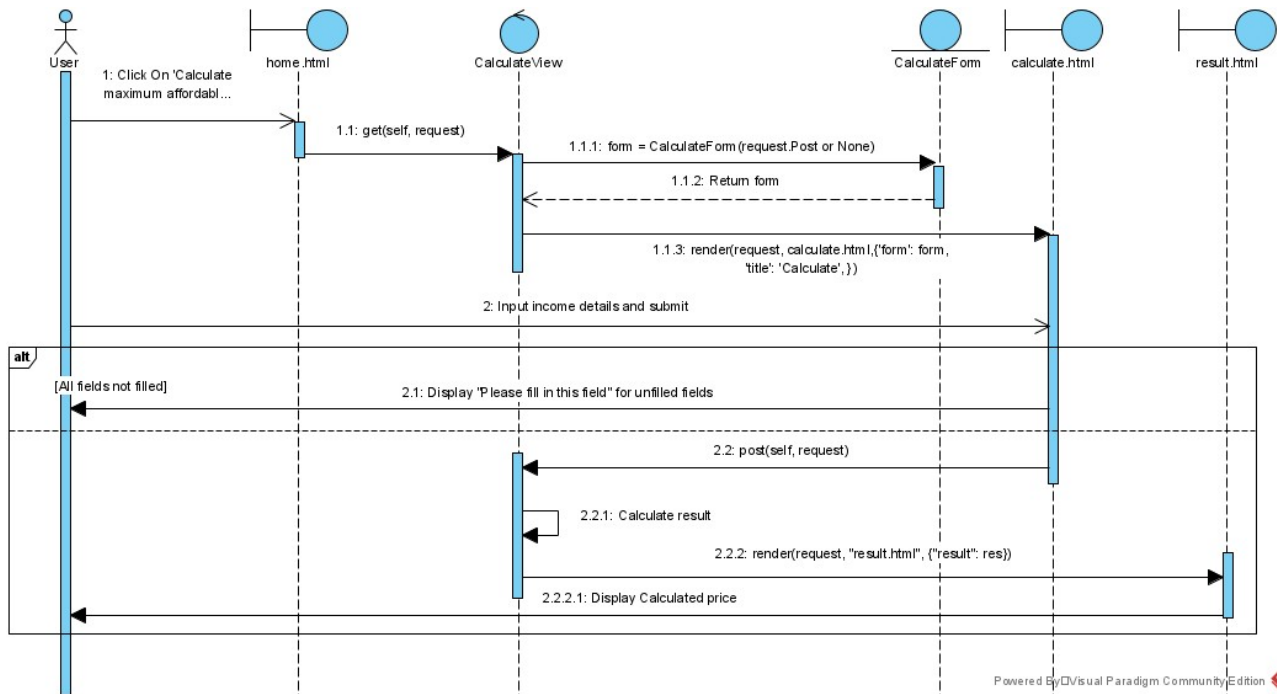 User
home.html
CalculateView
CalculateForm
calculate.html
result.html
1: Click On 'Calculate
maximum affordabl...
1.1: get(self, request)
1.1.1: form = CalculateForm(request.Post or None)
1.1.2: Return form
1.1.3: render(request, calculate.html,{'form': form,
'title': 'Calculate', })
2: Input income details and submit
alt
[All fields not filled]
2.1: Display "Please fill in this field" for unfilled fields
2.2: post(self, request)
2.2.1: Calculate result
2.2.2: render(request, "result.html", {"result": res})
2.2.2.1: Display Calculated price
Powered By□Visual Paradigm Community Edition